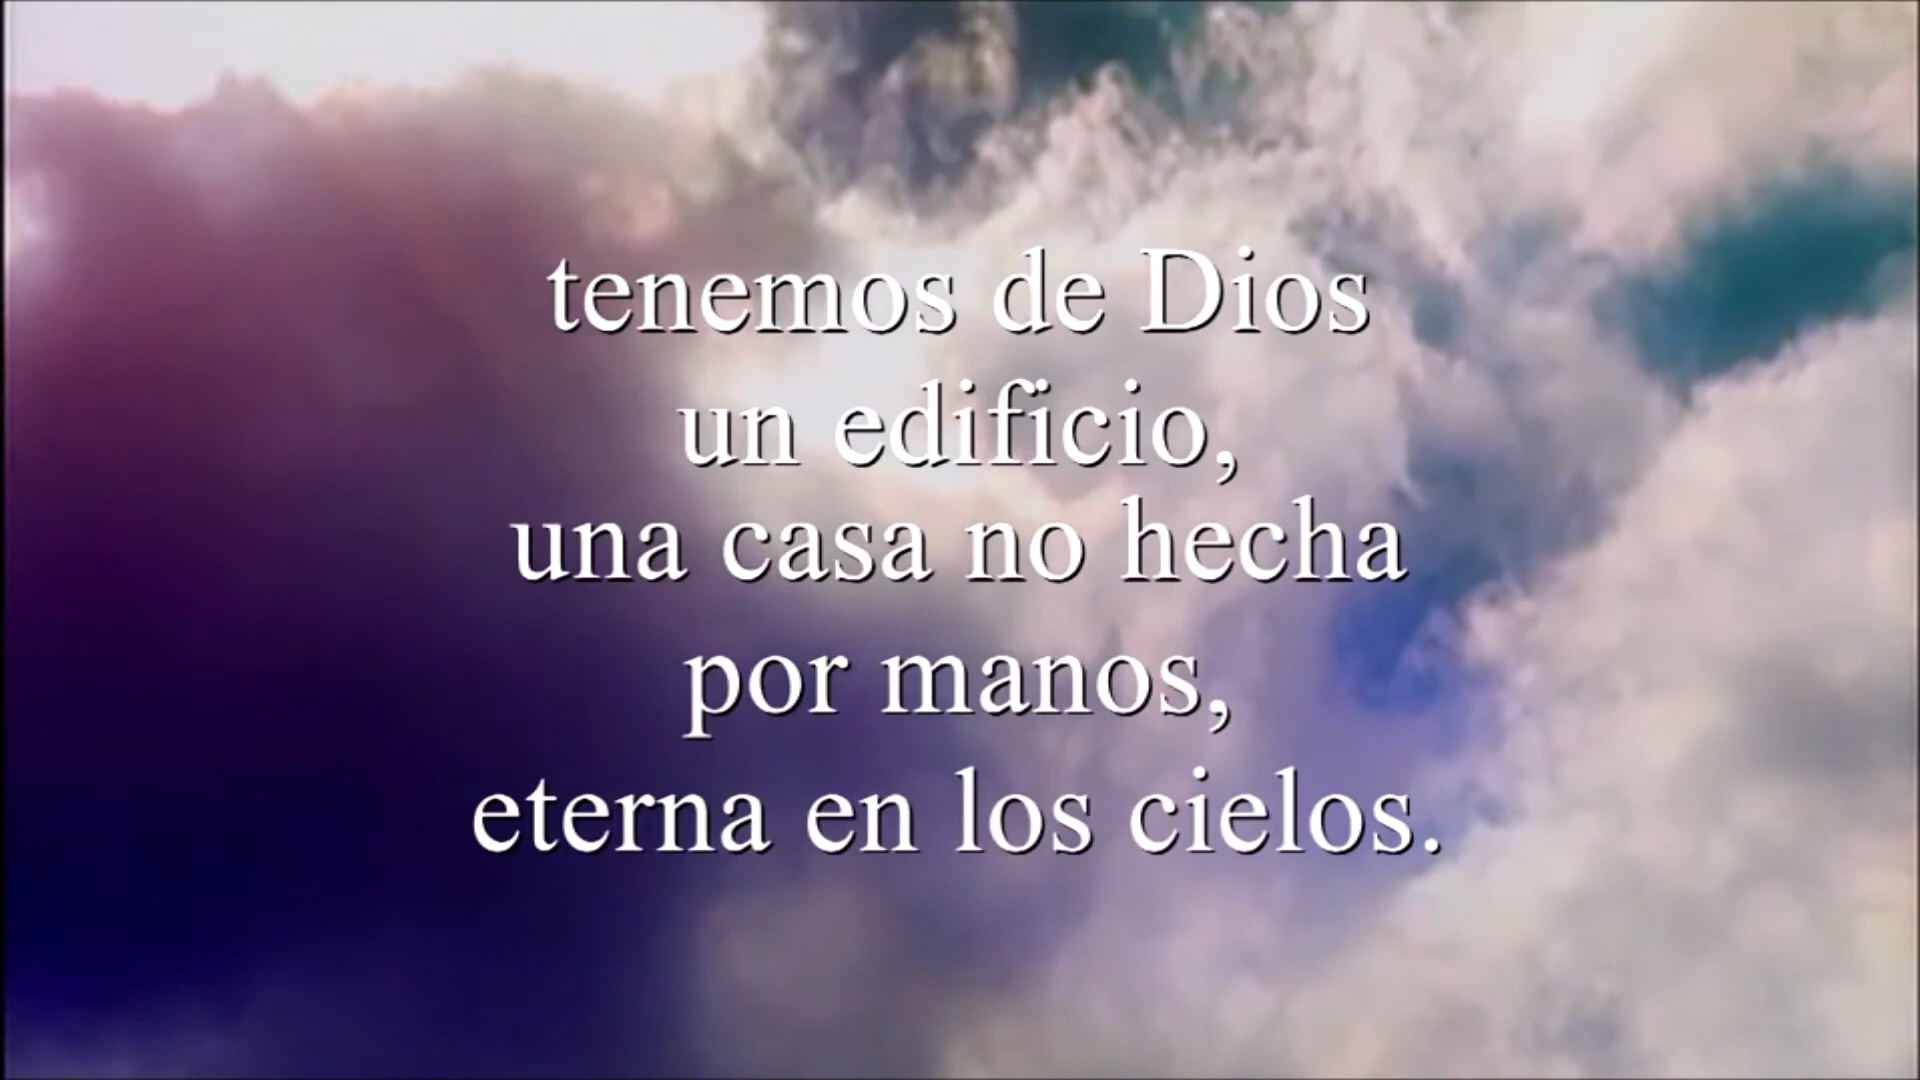 tenemos de Dios
un edificio,
una casa no hecha
por manos,
eterna en los cielos.